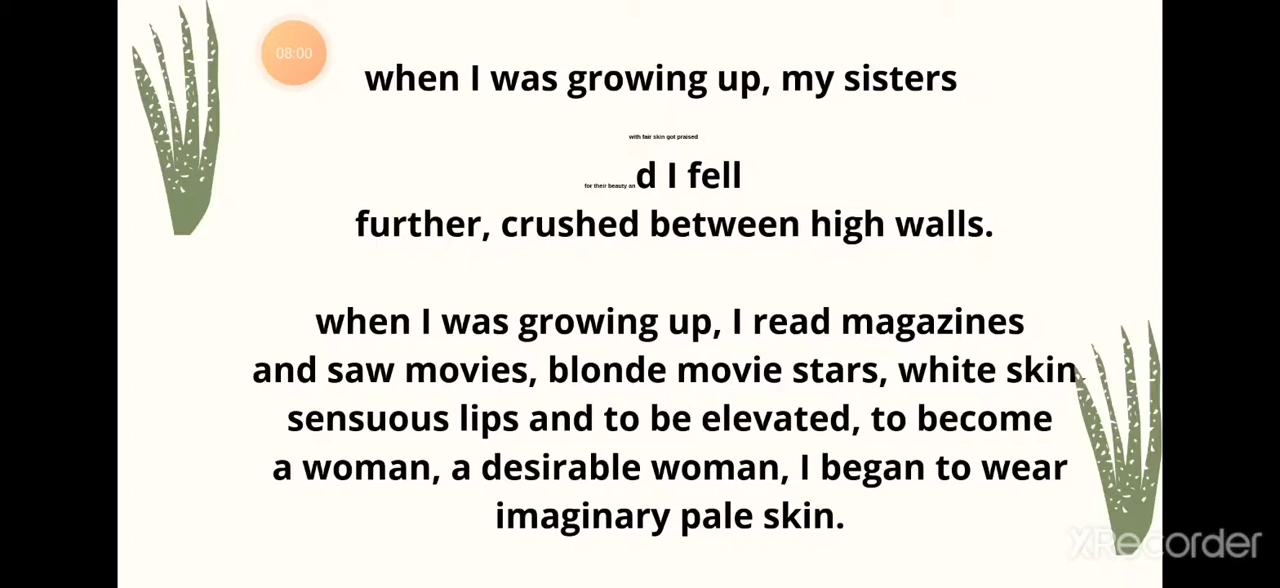 08:00
when I was growing up, my sisters
with fair skin got praised
for their beauty and I fell
further, crushed between high walls.
when I was growing up, I read magazines
and saw movies, blonde movie stars, white skin,
sensuous lips and to be elevated, to become
a woman, a desirable woman, I began to wear
imaginary pale skin.
XRecorder